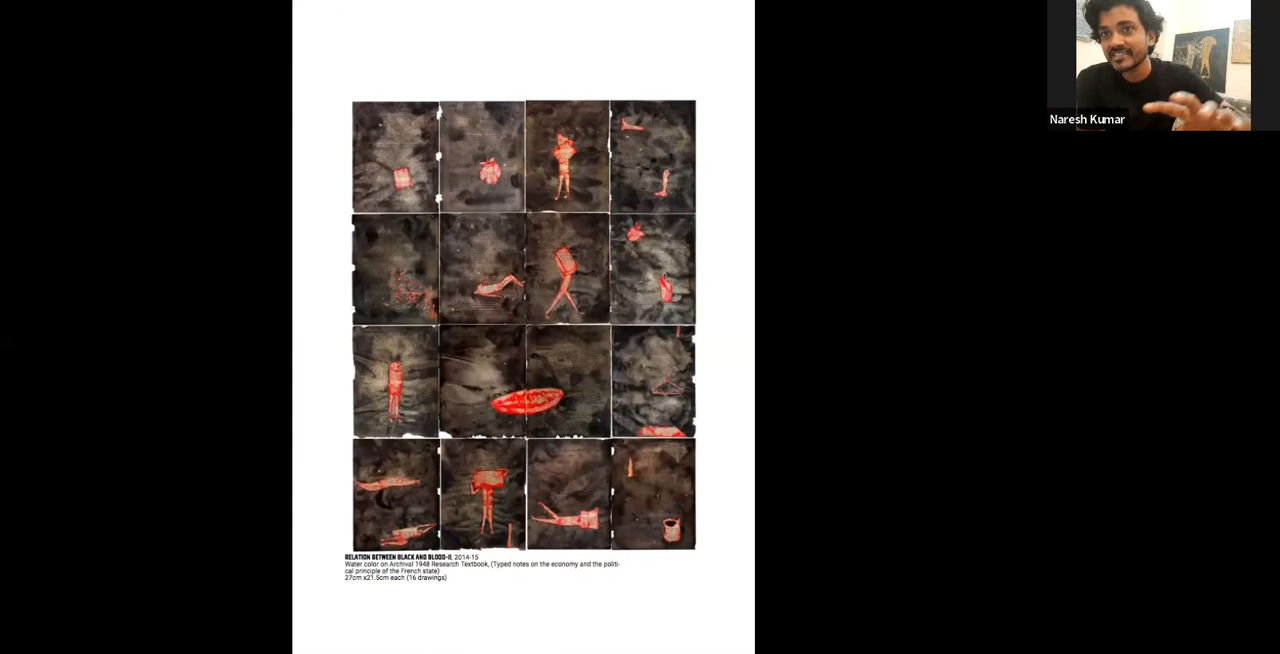 Naresh Kumar
RELATION BETWEEN BLACK AND BLOOD-II, 2014-15
Water color on Archival 1948 Research Textbook, (Typed notes on the economy and the politi-
cal principle of the French state)
27cm x21.5cm each (16 drawings)